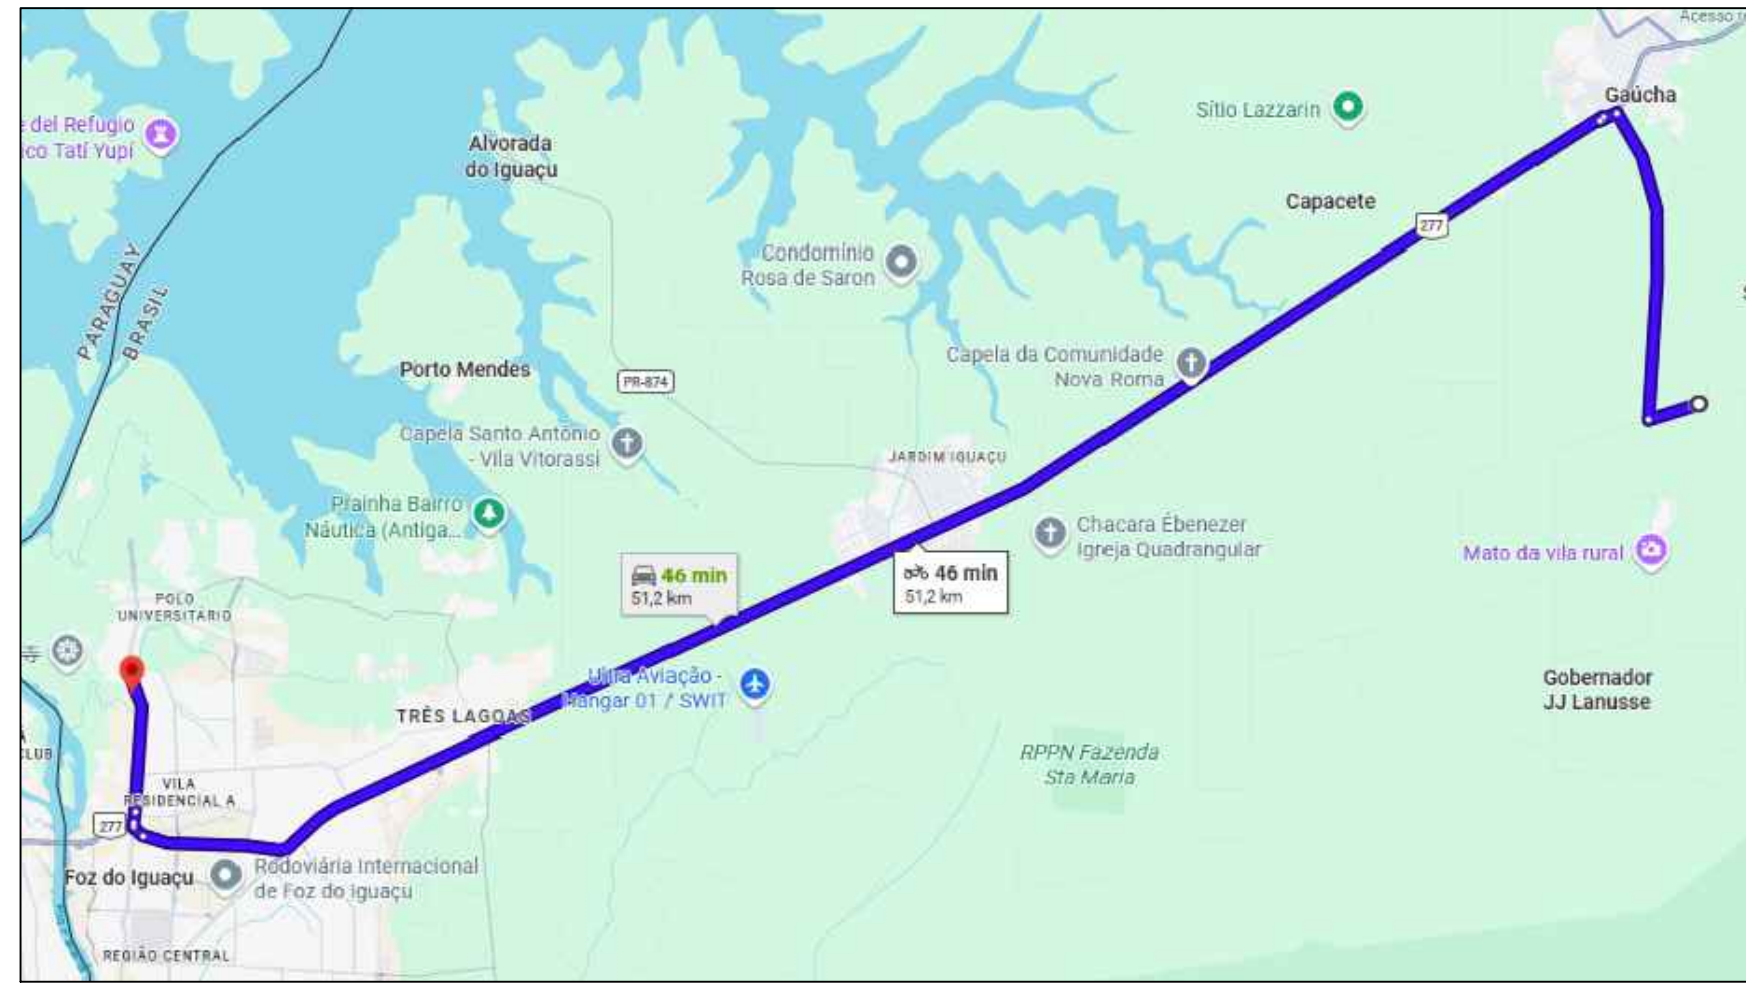 Acesso
Gaúcha
Sítio Lazzarin
del Refugio
Tatí Yupí
Alvorada
do Iguaçu
Capacete
277
Condomínio
Rosa de Saron
PARAGUAY
BRASIL
Capela da Comunidade
Nova Roma
Porto Mendes
PR-874
Capela Santo Antônio
- Vila Vitorassi
JARDIM IGUAÇU
Prainha Bairro
Náutica (Antiga...
Chacara Ébenezer
Igreja Quadrangular
Mato da vila rural
46 min
51,2 km
46 min
51,2 km
POLO
UNIVERSITÁRIO
寺
Ultra Aviação -
Hangar 01 / SWIT
Gobernador
JJ Lanusse
TRÊS LAGOAS
CLUB
RPPN Fazenda
Sta Maria
VILA
RESIDENCIAL A
277
Foz do Iguaçu
Rodoviária Internacional
de Foz do Iguaçu
REGIÃO CENTRAL